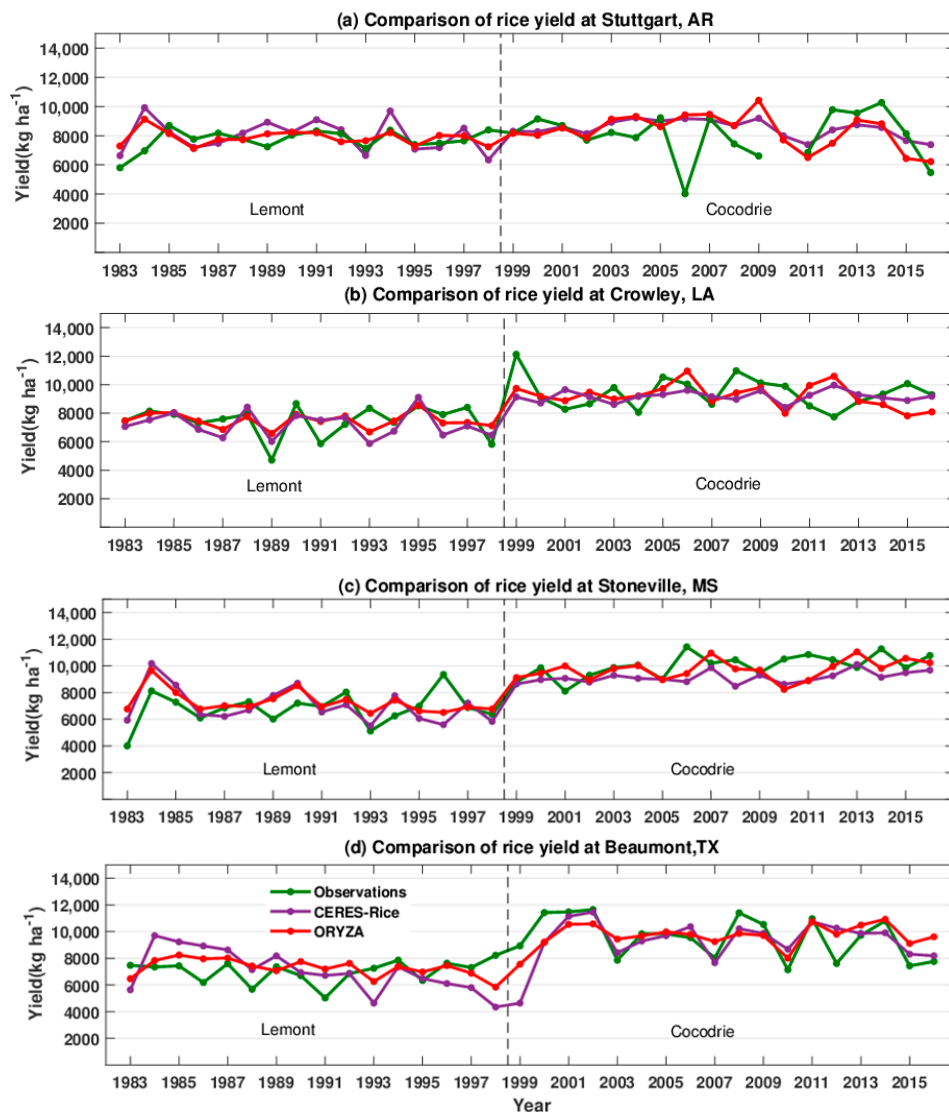 (a) Comparison of rice yield at Stuttgart, AR
14,000
12,000
10,000
8000
6000
4000
2000
Yield(kg ha⁻¹)
Lemont
Cocodrie
1983 1985 1987 1989 1991 1993 1995 1997 1999 2001 2003 2005 2007 2009 2011 2013 2015
(b) Comparison of rice yield at Crowley, LA
14,000
12,000
10,000
8000
6000
4000
2000
Yield(kg ha⁻¹)
Lemont
Cocodrie
1983 1985 1987 1989 1991 1993 1995 1997 1999 2001 2003 2005 2007 2009 2011 2013 2015
(c) Comparison of rice yield at Stoneville, MS
14,000
12,000
10,000
8000
6000
4000
2000
Yield(kg ha⁻¹)
Lemont
Cocodrie
1983 1985 1987 1989 1991 1993 1995 1997 1999 2001 2003 2005 2007 2009 2011 2013 2015
(d) Comparison of rice yield at Beaumont,TX
14,000
12,000
10,000
8000
6000
4000
2000
Yield(kg ha⁻¹)
Observations
CERES-Rice
ORYZA
Lemont
Cocodrie
1983 1985 1987 1989 1991 1993 1995 1997 1999 2001 2003 2005 2007 2009 2011 2013 2015
Year